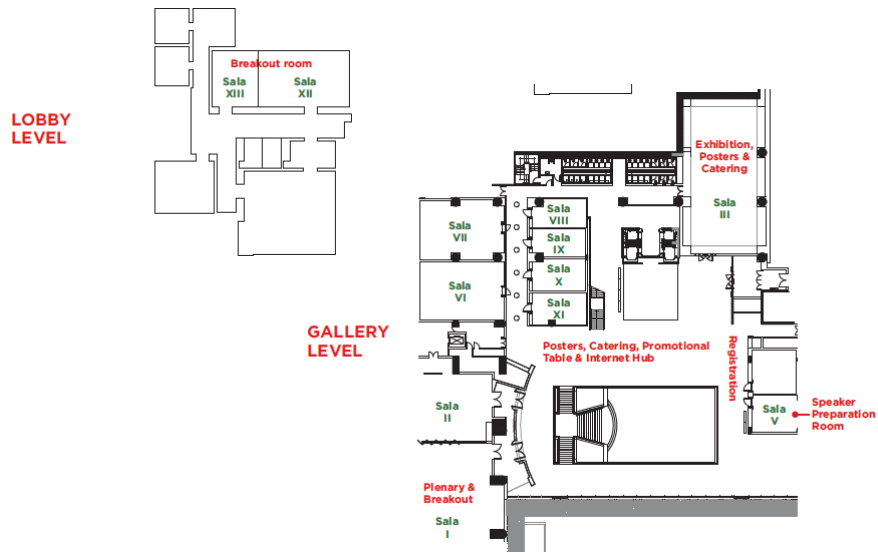 Breakout room
Sala
XIII
Sala
XII
LOBBY
LEVEL
Exhibition,
Posters &
Catering
Sala
III
Sala
VIII
Sala
VII
Sala
IX
Sala
X
Sala
VI
Sala
XI
GALLERY
LEVEL
Posters, Catering, Promotional
Table & Internet Hub
Registration
Sala
II
Sala
V
Speaker
Preparation
Room
Plenary &
Breakout
Sala
I